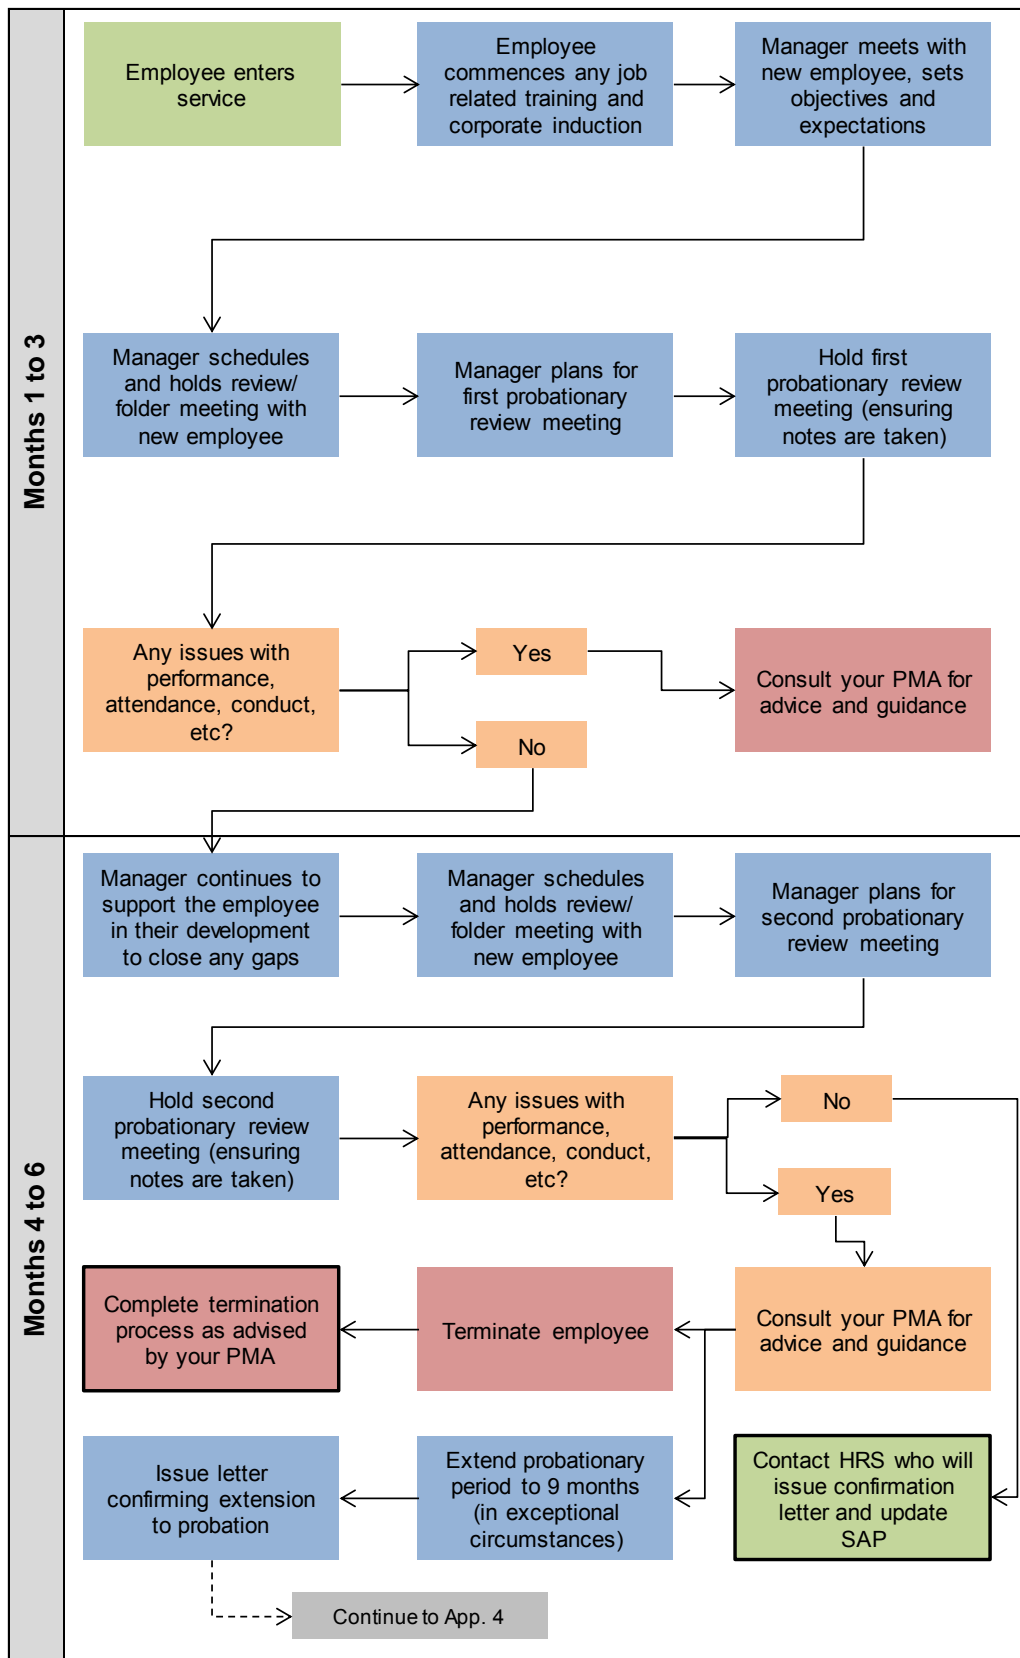 Months 1 to 3
Employee enters
service
Employee
commences any job
related training and
corporate induction
Manager meets with
new employee, sets
objectives and
expectations
Manager schedules
and holds review/
folder meeting with
new employee
Manager plans for
first probationary
review meeting
Hold first
probationary review
meeting (ensuring
notes are taken)
Any issues with
performance,
attendance, conduct,
etc?
Yes
No
Consult your PMA for
advice and guidance
Months 4 to 6
Manager continues to
support the employee
in their development
to close any gaps
Manager schedules
and holds review/
folder meeting with
new employee
Manager plans for
second probationary
review meeting
Hold second
probationary review
meeting (ensuring
notes are taken)
Any issues with
performance,
attendance, conduct,
etc?
No
Yes
Complete termination
process as advised
by your PMA
Terminate employee
Consult your PMA for
advice and guidance
Issue letter
confirming extension
to probation
Extend probationary
period to 9 months
(in exceptional
circumstances)
Contact HRS who will
issue confirmation
letter and update
SAP
Continue to App. 4